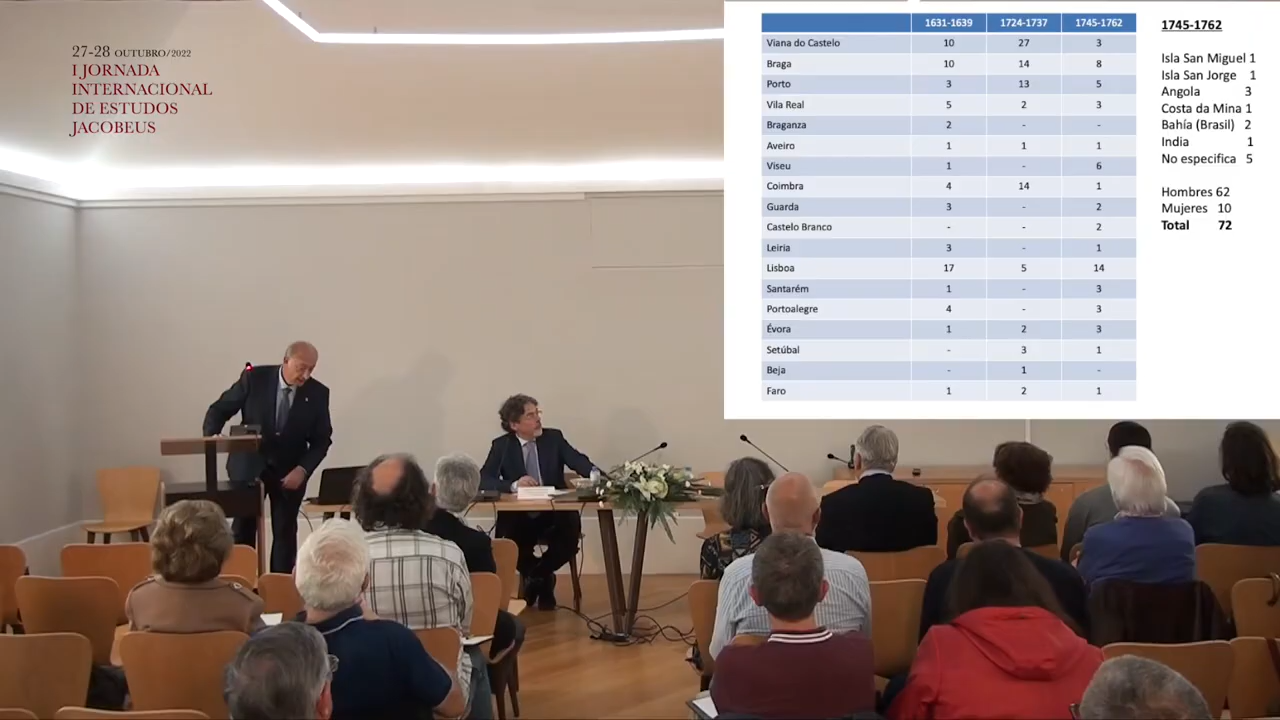 27-28 OUTUBRO/2022
I JORNADA
INTERNACIONAL
DE ESTUDOS
JACOBEUS
1631-1639 1724-1737 1745-1762
Viana do Castelo 10 27 3
Braga 10 14 8
Porto 3 13 5
Vila Real 5 2 3
Braganza 2 - -
Aveiro 1 1 1
Viseu 1 - 6
Coimbra 4 14 1
Guarda 3 - 2
Castelo Branco - - 2
Leiria 3 - 1
Lisboa 17 5 14
Santarém 1 - 3
Portoalegre 4 - 3
Évora 1 2 3
Setúbal - 3 1
Beja - 1 -
Faro 1 2 1
1745-1762
Isla San Miguel 1
Isla San Jorge 1
Angola 3
Costa da Mina 1
Bahía (Brasil) 2
India 1
No especifica 5
Hombres 62
Mujeres 10
Total 72